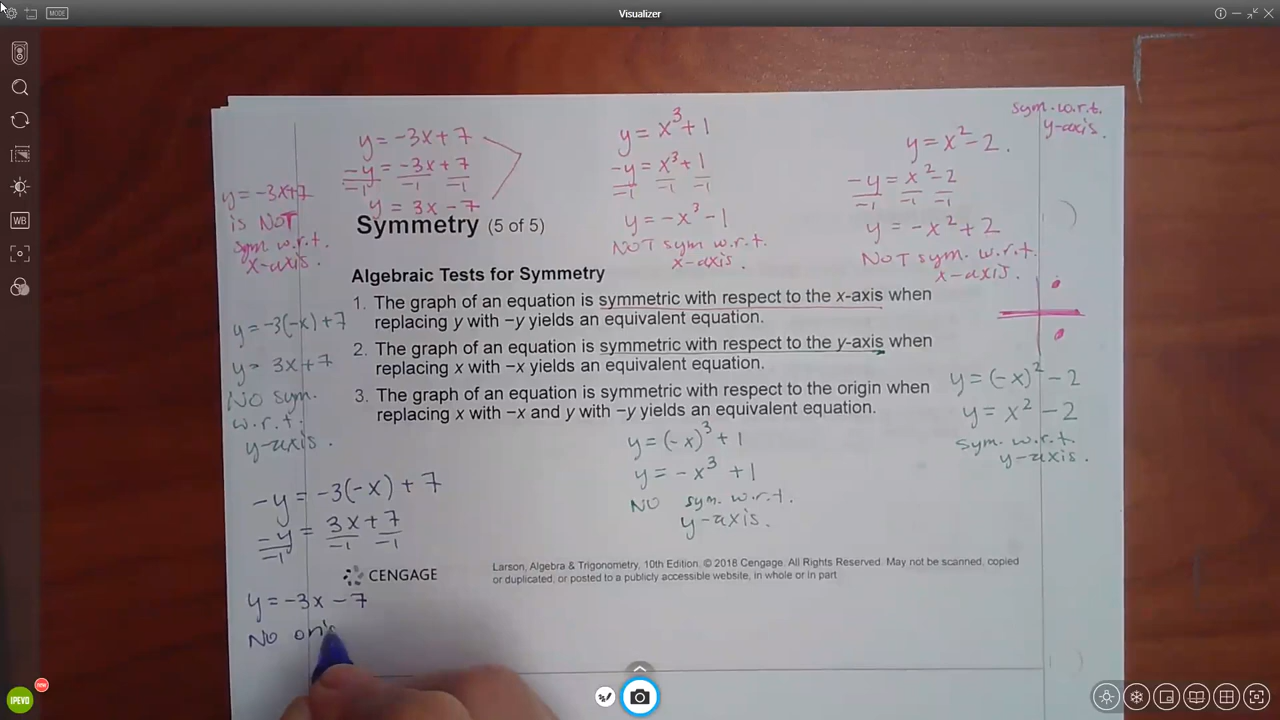 MODE
Visualizer
sym. w.r.t.
y-axis.
y = -3x+7
-y = -3x+7
-1 -1 -1
y = 3x - 7
y = x³+1
-y = x³+1
-1 -1 -1
y = -x³ - 1
NOT sym w.r.t.
x-axis.
y = x² - 2.
-y = x² - 2
-1 -1 -1
y = -x² + 2
NOT sym. w.r.t.
x-axis.
y = -3x+7
is NOT
sym w.r.t.
x-axis.
Symmetry (5 of 5)
Algebraic Tests for Symmetry
1. The graph of an equation is symmetric with respect to the x-axis when
replacing y with −y yields an equivalent equation.
2. The graph of an equation is symmetric with respect to the y-axis when
replacing x with −x yields an equivalent equation.
3. The graph of an equation is symmetric with respect to the origin when
replacing x with −x and y with −y yields an equivalent equation.
y = -3(-x) + 7
y = 3x+7
No sym.
w.r.t.
y-axis.
y = (-x)² - 2
y = x² - 2
sym. w.r.t.
y-axis.
y = (-x)³ + 1
y = -x³ + 1
NO sym. w.r.t.
y-axis.
-y = -3(-x) + 7
-y = 3x + 7
-1 -1 -1
CENGAGE
Larson, Algebra & Trigonometry, 10th Edition. © 2018 Cengage. All Rights Reserved. May not be scanned, copied
or duplicated, or posted to a publicly accessible website, in whole or in part
y = -3x - 7
No ori
WB
IPEVO
new